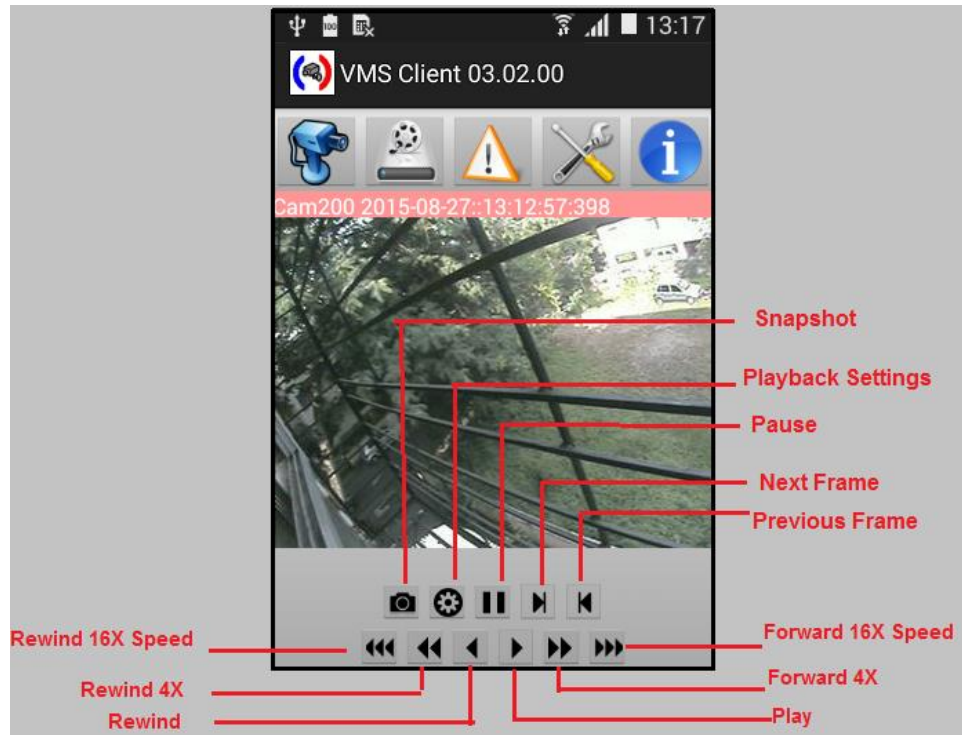 100
13:17
VMS Client 03.02.00
i
Cam200 2015-08-27::13:12:57:398
Snapshot
Playback Settings
Pause
Next Frame
Previous Frame
Rewind 16X Speed
Forward 16X Speed
Rewind 4X
Forward 4X
Rewind
Play